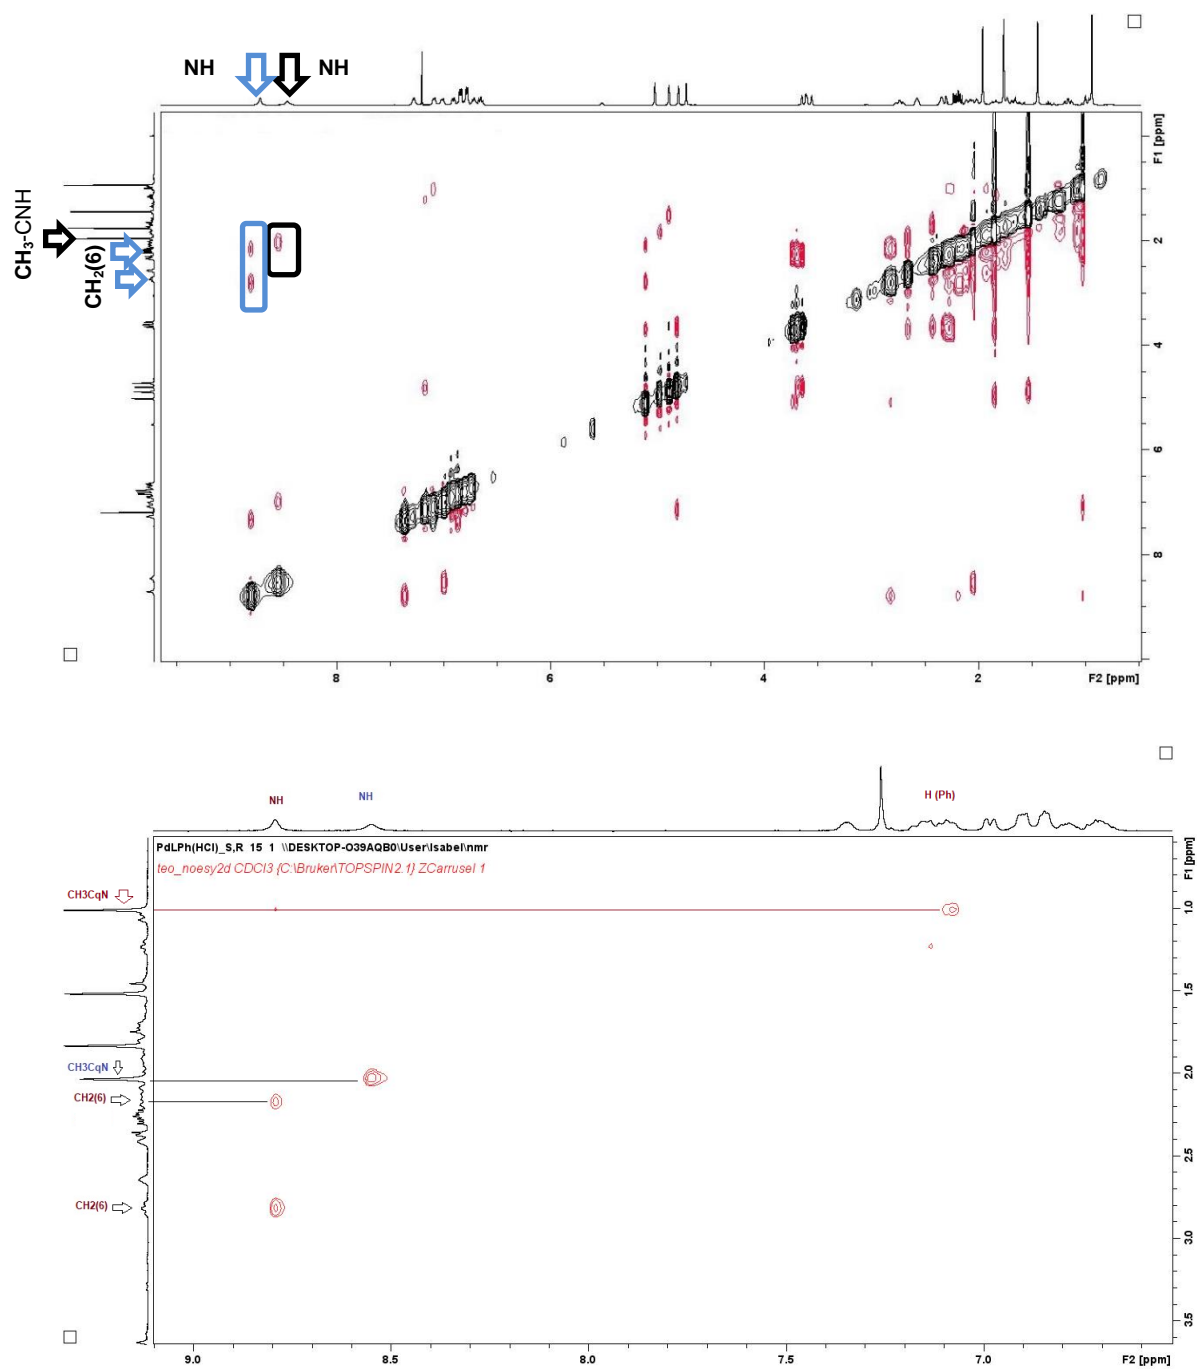 NH
NH
CH3-CNH
CH2(6)
2
4
6
8
F1 [ppm]
8
6
4
2
F2 [ppm]
NH
NH
H (Ph)
PdLPh(HCl)_S,R 15 1 \\DESKTOP-O39AQB0\User\Isabel\nmr
teo_noesy2d CDCl3 {C:\Bruker\TOPSPIN2.1} ZCarrusel 1
CH3CqN
CH3CqN
CH2(6)
CH2(6)
F1 [ppm]
1.0
1.5
2.0
2.5
3.0
3.5
9.0
8.5
8.0
7.5
7.0
F2 [ppm]